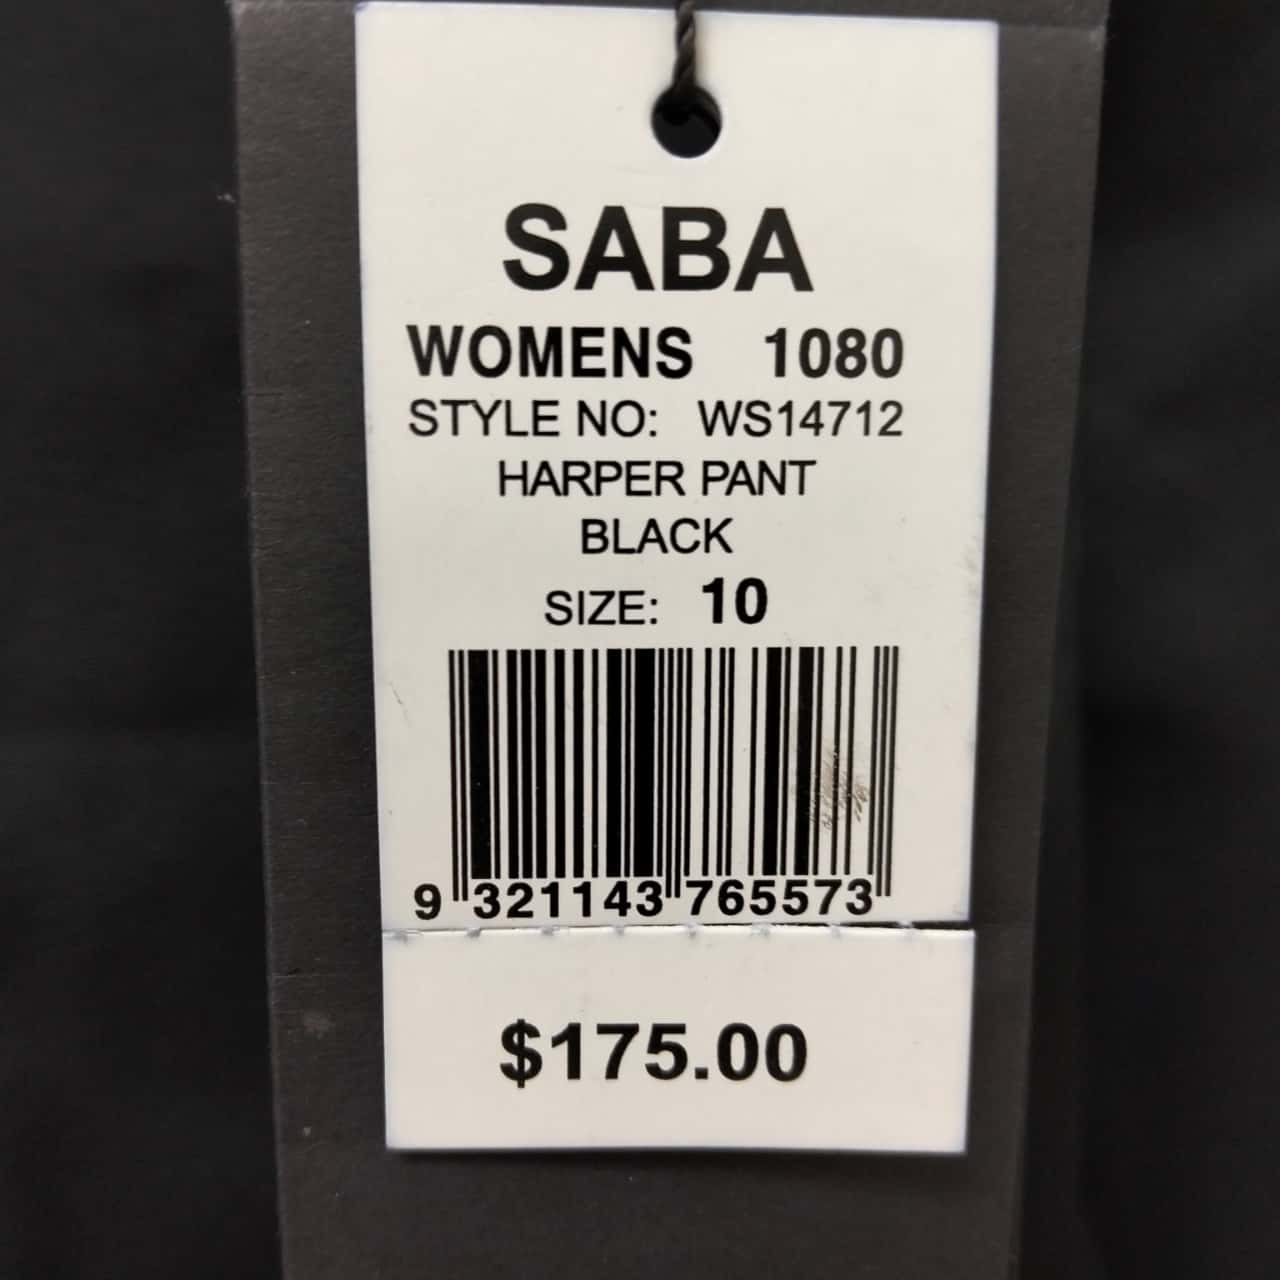 SABA
WOMENS 1080
STYLE NO: WS14712
HARPER PANT
BLACK
SIZE: 10
9 321143 765573
$175.00